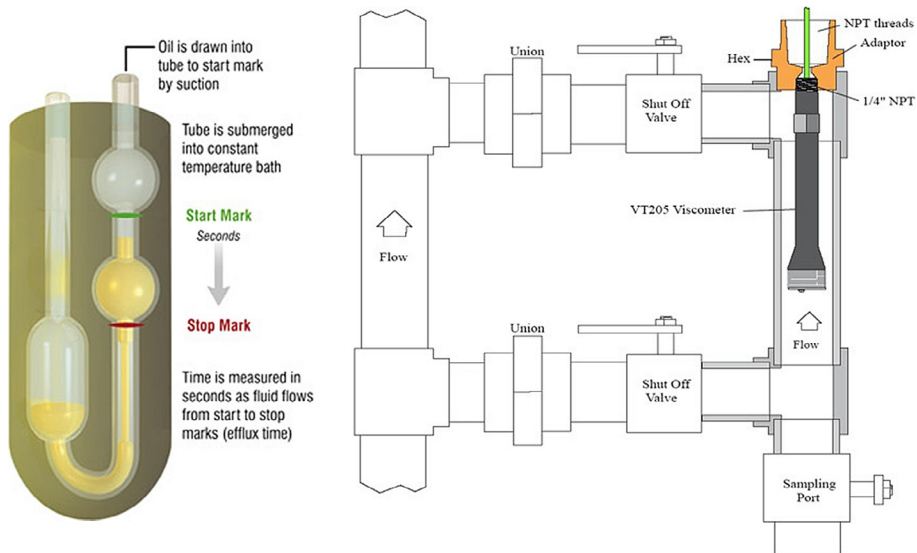 Oil is drawn into
tube to start mark
by suction
Tube is submerged
into constant
temperature bath
Start Mark
Seconds
Stop Mark
Time is measured in
seconds as fluid flows
from start to stop
marks (efflux time)
Union
Shut Off
Valve
Hex
NPT threads
Adaptor
1/4" NPT
VT205 Viscometer
Flow
Flow
Union
Shut Off
Valve
Sampling
Port